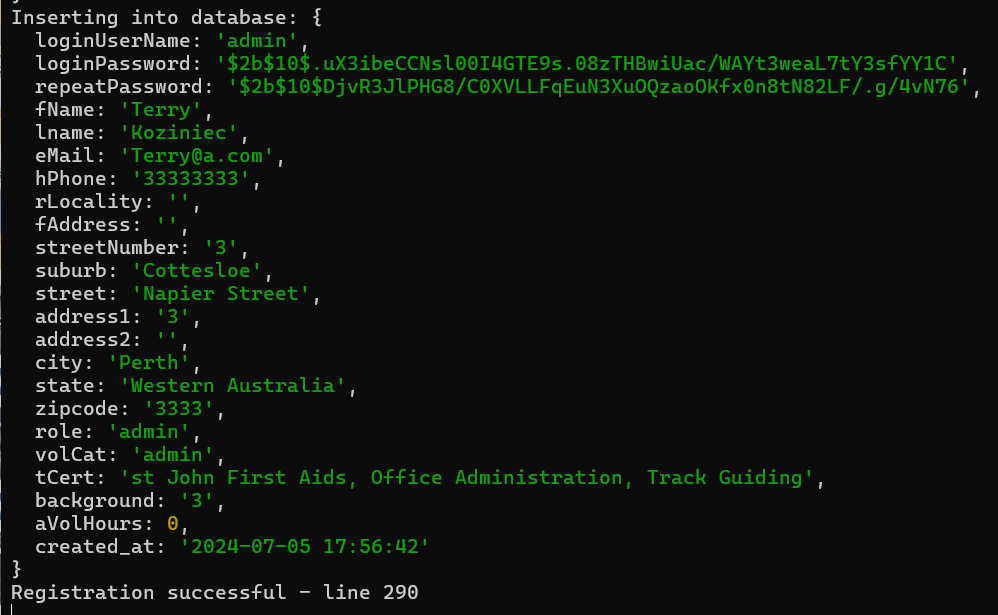 Inserting into database: {
  loginUserName: 'admin',
  loginPassword: '$2b$10$.uX3ibeCCNsl00I4GTE9s.08zTHBwiUac/WAYt3weaL7tY3sfYY1C',
  repeatPassword: '$2b$10$DjvR3JlPHG8/C0XVLLFqEuN3XuOQzaoOKfx0n8tN82LF/.g/4vN76',
  fName: 'Terry',
  lname: 'Koziniec',
  eMail: 'Terry@a.com',
  hPhone: '33333333',
  rLocality: '',
  fAddress: '',
  streetNumber: '3',
  suburb: 'Cottesloe',
  street: 'Napier Street',
  address1: '3',
  address2: '',
  city: 'Perth',
  state: 'Western Australia',
  zipcode: '3333',
  role: 'admin',
  volCat: 'admin',
  tCert: 'st John First Aids, Office Administration, Track Guiding',
  background: '3',
  aVolHours: 0,
  created_at: '2024-07-05 17:56:42'
}
Registration successful - line 290